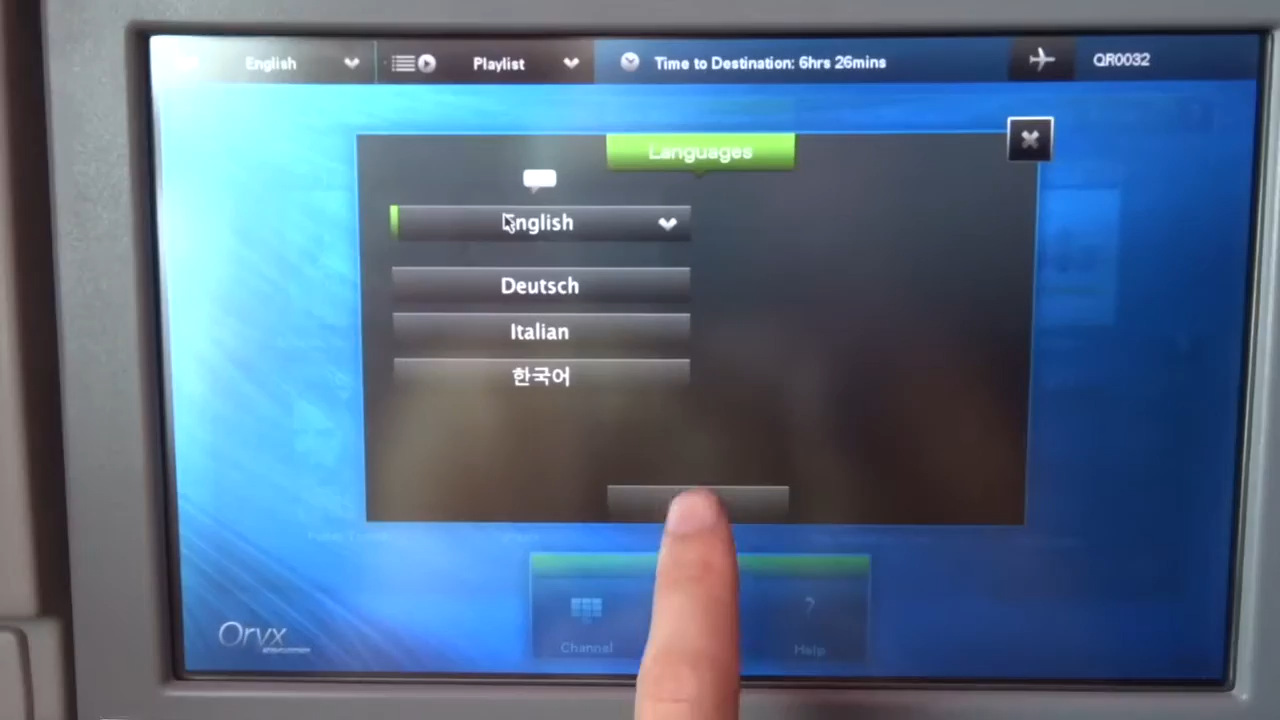 English
Playlist
Time to Destination: 6hrs 26mins
QR0032
Languages
English
Deutsch
Italian
한국어
Channel
?
Help
Oryx